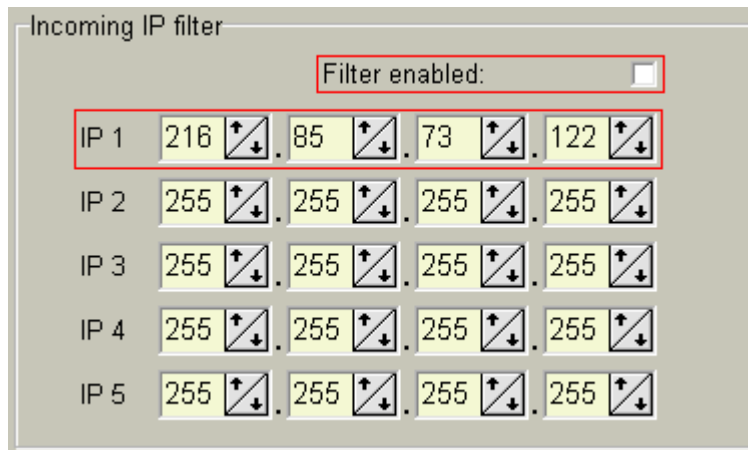 Incoming IP filter
Filter enabled:
IP 1 216 . 85 . 73 . 122
IP 2 255 . 255 . 255 . 255
IP 3 255 . 255 . 255 . 255
IP 4 255 . 255 . 255 . 255
IP 5 255 . 255 . 255 . 255